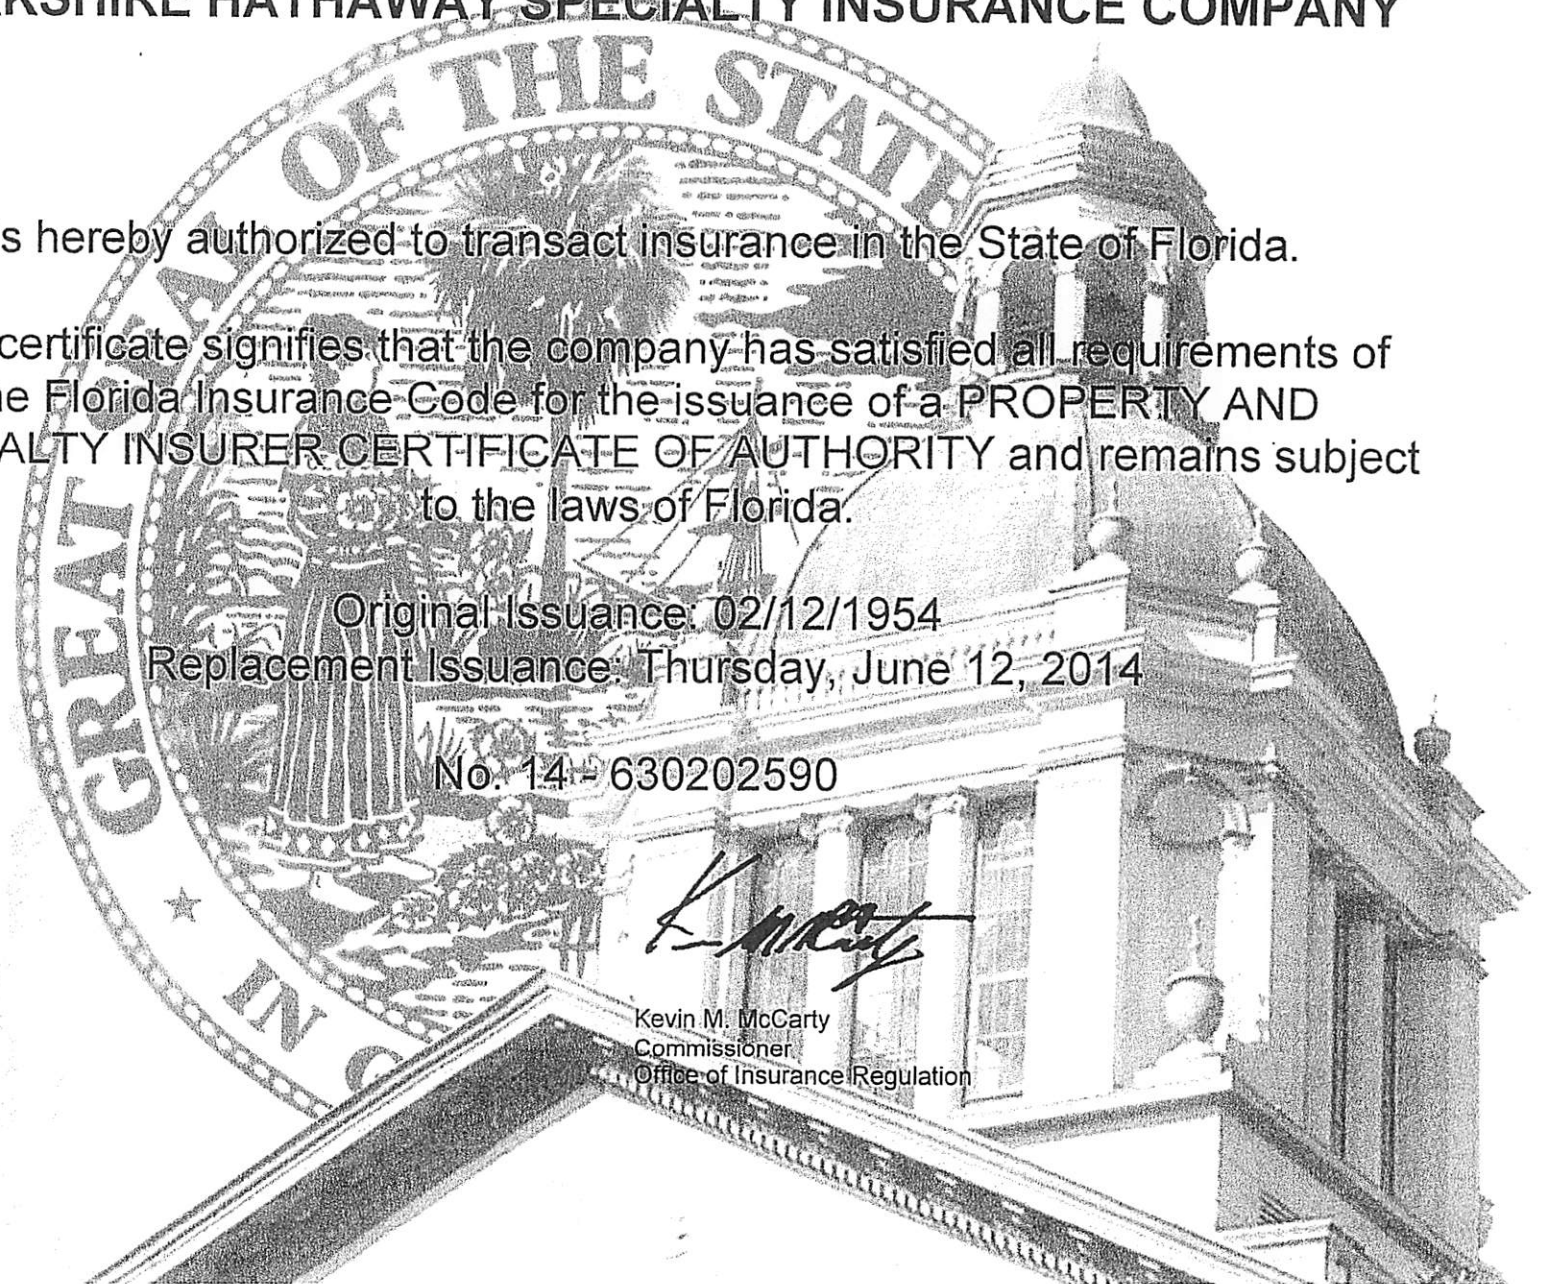 RKSHIRE HATHAWAY SPECIALTY INSURANCE COMPANY
GREAT SEAL OF THE STATE
s hereby authorized to transact insurance in the State of Florida.
certificate signifies that the company has satisfied all requirements of
e Florida Insurance Code for the issuance of a PROPERTY AND
ALTY INSURER CERTIFICATE OF AUTHORITY and remains subject
to the laws of Florida.
Original Issuance: 02/12/1954
Replacement Issuance: Thursday, June 12, 2014
No. 14 - 630202590
IN G
Kevin M. McCarty
Commissioner
Office of Insurance Regulation